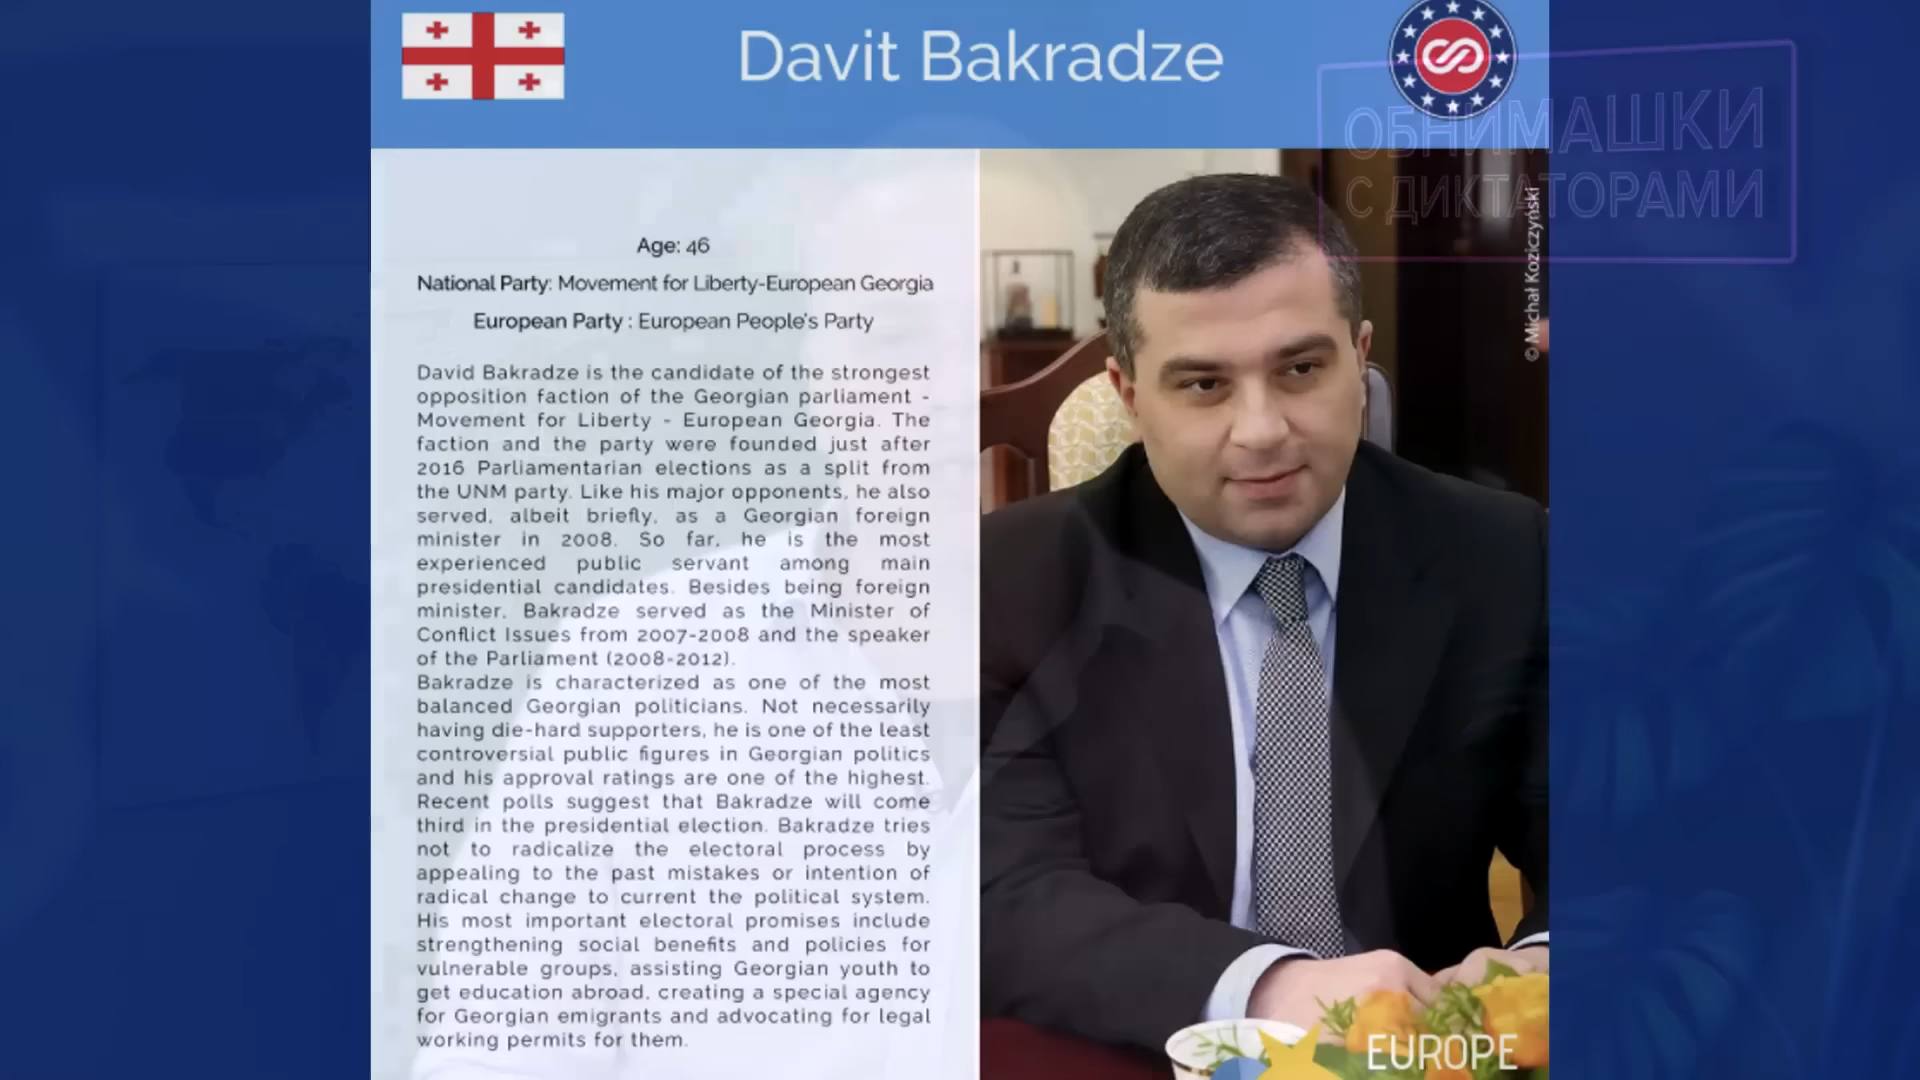 Davit Bakradze
ОБНИМАШКИ
С ДИКТАТОРАМИ
© Michał Koziczyński
Age: 46
National Party: Movement for Liberty-European Georgia
European Party : European People's Party
David Bakradze is the candidate of the strongest
opposition faction of the Georgian parliament -
Movement for Liberty - European Georgia. The
faction and the party were founded just after
2016 Parliamentarian elections as a split from
the UNM party. Like his major opponents, he also
served, albeit briefly, as a Georgian foreign
minister in 2008. So far, he is the most
experienced public servant among main
presidential candidates. Besides being foreign
minister, Bakradze served as the Minister of
Conflict Issues from 2007-2008 and the speaker
of the Parliament (2008-2012).
Bakradze is characterized as one of the most
balanced Georgian politicians. Not necessarily
having die-hard supporters, he is one of the least
controversial public figures in Georgian politics
and his approval ratings are one of the highest.
Recent polls suggest that Bakradze will come
third in the presidential election. Bakradze tries
not to radicalize the electoral process by
appealing to the past mistakes or intention of
radical change to current the political system.
His most important electoral promises include
strengthening social benefits and policies for
vulnerable groups, assisting Georgian youth to
get education abroad, creating a special agency
for Georgian emigrants and advocating for legal
working permits for them.
EUROPE